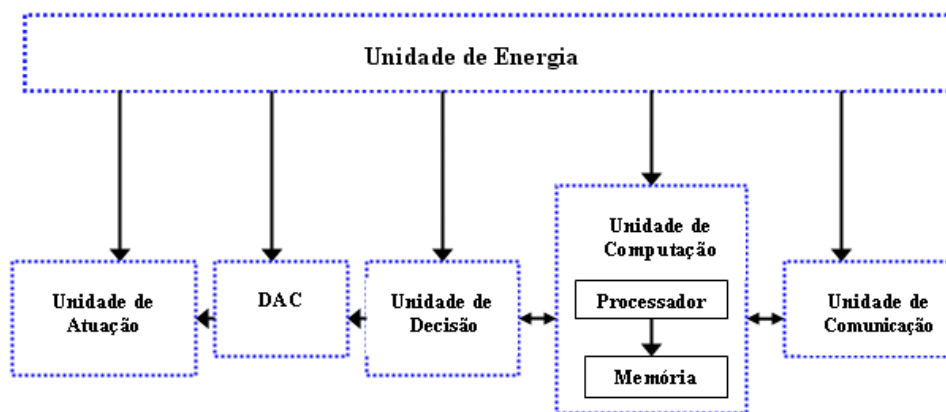 Unidade de Energia
Unidade de
Atuação
DAC
Unidade de
Decisão
Unidade de
Computação
Processador
Memória
Unidade de
Comunicação